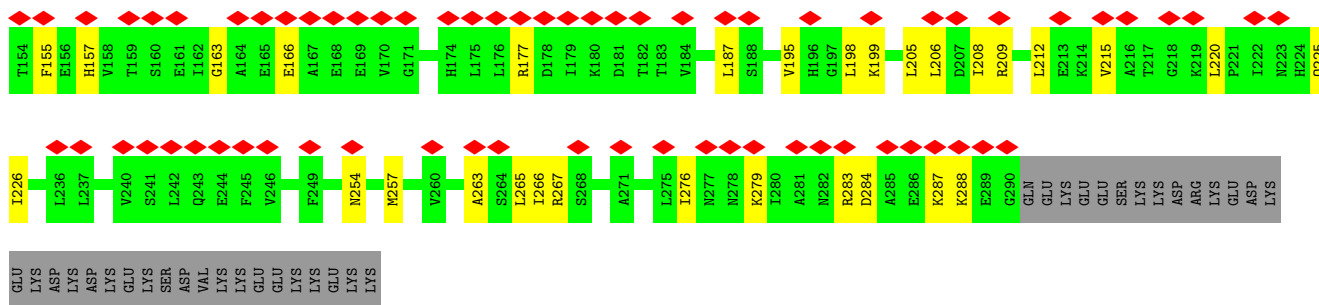 T154 F155 E156 H157 V158 T159 S160 E161 I162 G163 A164 E165 E166 A167 E168 E169 V170 G171 H174 L175 L176 R177 D178 I179 K180 D181 T182 T183 V184 L187 S188 V195 H196 G197 L198 K199 L205 L206 D207 I208 R209 L212 E213 K214 V215 A216 T217 G218 K219 L220 P221 I222 N223 H224
I226 L236 L237 V240 S241 L242 Q243 E244 F245 V246 F249 N254 M257 V260 A263 S264 L265 I266 R267 S268 A271 L275 I276 N277 N278 K279 I280 A281 N282 R283 D284 A285 E286 K287 K288 E289 G290 GLN GLU LYS GLU GLU SER LYS LYS ASP ARG LYS GLU ASP LYS
GLU LYS ASP LYS ASP LYS GLU LYS SER ASP VAL LYS LYS GLU GLU LYS LYS GLU LYS LYS